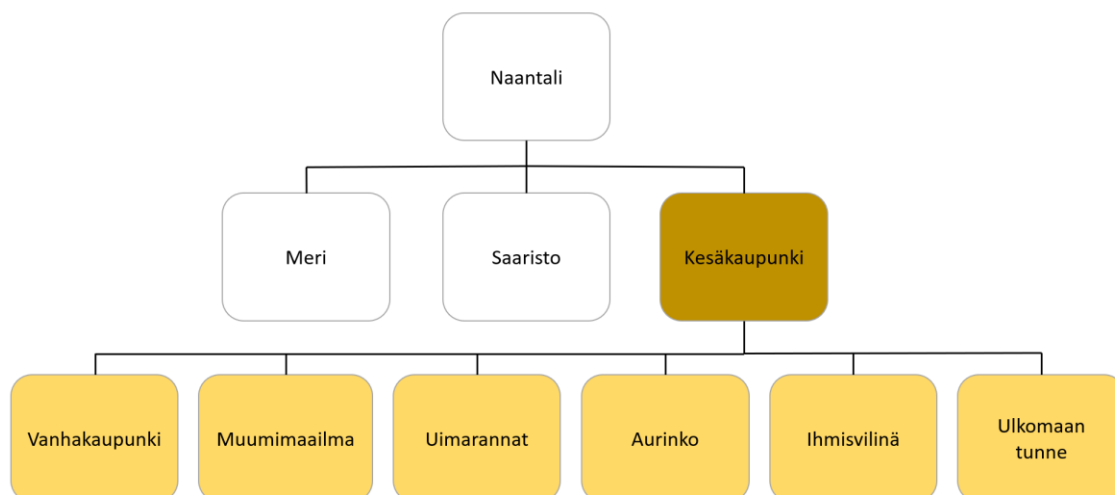 Naantali
Meri
Saaristo
Kesäkaupunki
Vanhakaupunki
Muumimaailma
Uimarannat
Aurinko
Ihmisvilinä
Ulkomaan
tunne